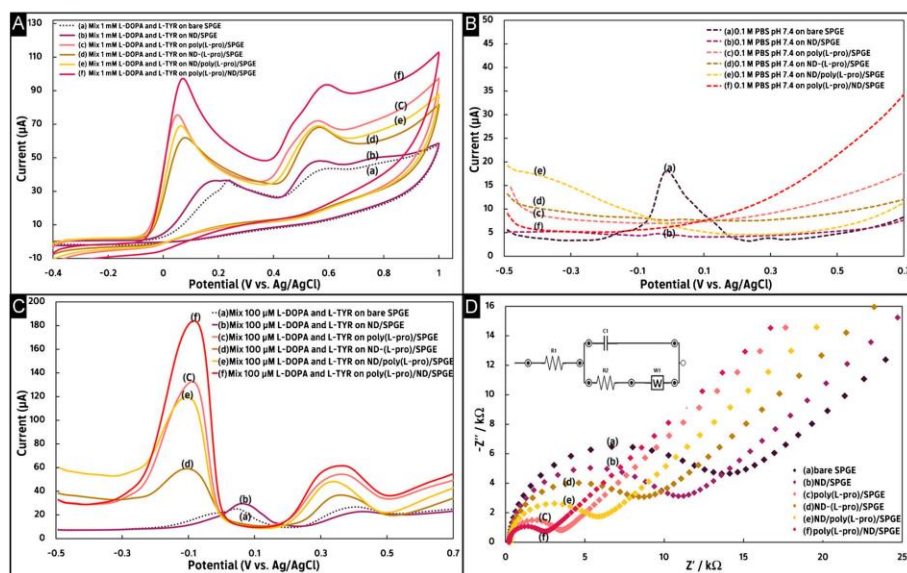 A
(a) Mix 1 mM L-DOPA and L-TYR on bare SPGE
(b) Mix 1 mM L-DOPA and L-TYR on ND/SPGE
(c) Mix 1 mM L-DOPA and L-TYR on poly(L-pro)/SPGE
(d) Mix 1 mM L-DOPA and L-TYR on ND-(L-pro)/SPGE
(e) Mix 1 mM L-DOPA and L-TYR on ND/poly(L-pro)/SPGE
(f) Mix 1 mM L-DOPA and L-TYR on poly(L-pro)/ND/SPGE
130
110
90
70
50
30
10
-10
Current (µA)
(f)
(C)
(e)
(d)
(b)
(a)
-0.4 -0.2 0 0.2 0.4 0.6 0.8 1
Potential (V vs. Ag/AgCl)
B
(a)0.1 M PBS pH 7.4 on bare SPGE
(b)0.1 M PBS pH 7.4 on ND/SPGE
(c)0.1 M PBS pH 7.4 on poly(L-pro)/SPGE
(d)0.1 M PBS pH 7.4 on ND-(L-pro)/SPGE
(e)0.1 M PBS pH 7.4 on ND/poly(L-pro)/SPGE
(f) 0.1 M PBS pH 7.4 on poly(L-pro)/ND/SPGE
50
45
40
35
30
25
20
15
10
5
0
Current (µA)
(a)
(e)
(d)
(c)
(f)
(b)
-0.5 -0.3 -0.1 0.1 0.3 0.5 0.7
Potential (V vs. Ag/AgCl)
C
(a)Mix 100 µM L-DOPA and L-TYR on bare SPGE
(b)Mix 100 µM L-DOPA and L-TYR on ND/SPGE
(c)Mix 100 µM L-DOPA and L-TYR on poly(L-pro)/SPGE
(d)Mix 100 µM L-DOPA and L-TYR on ND-(L-pro)/SPGE
(e)Mix 100 µM L-DOPA and L-TYR on ND/poly(L-pro)/SPGE
(f) Mix 100 µM L-DOPA and L-TYR on poly(L-pro)/ND/SPGE
200
180
160
140
120
100
80
60
40
20
0
Current (µA)
(f)
(C)
(e)
(d)
(b)
(a)
-0.5 -0.3 -0.1 0.1 0.3 0.5 0.7
Potential (V vs. Ag/AgCl)
D
16
14
12
10
8
6
4
2
0
-Z'' / kΩ
R1
C1
R2
W1
W
(a)
(b)
(d)
(e)
(C)
(f)
(a)bare SPGE
(b)ND/SPGE
(c)poly(L-pro)/SPGE
(d)ND-(L-pro)/SPGE
(e)ND/poly(L-pro)/SPGE
(f)poly(L-pro)/ND/SPGE
0 5 10 15 20 25
Z' / kΩ